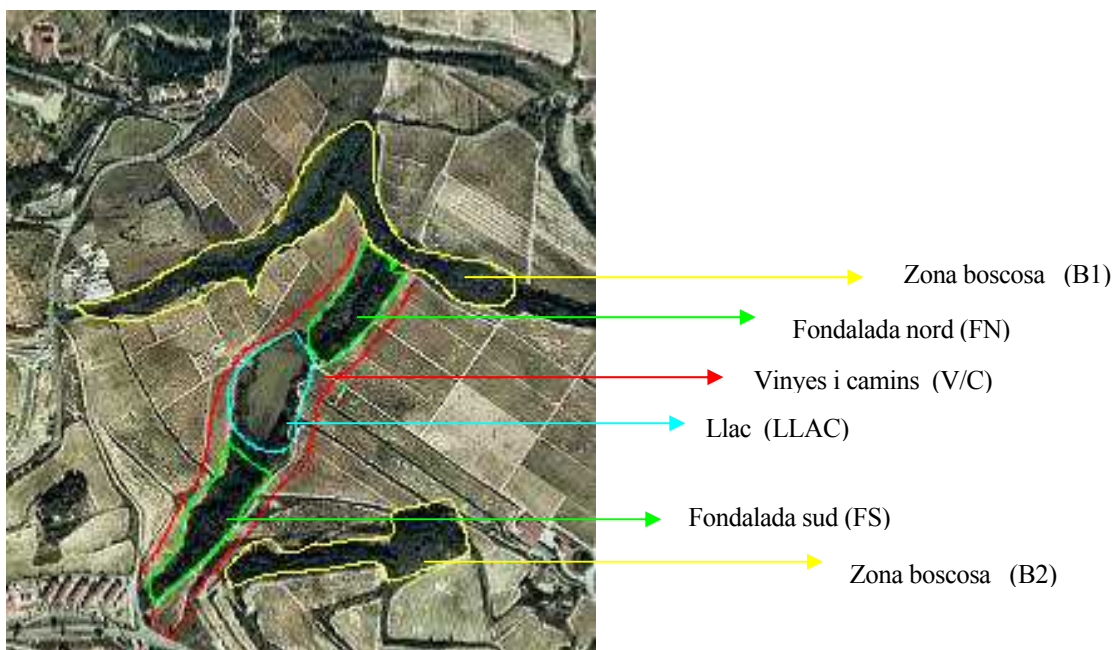 Zona boscosa (B1)
Fondalada nord (FN)
Vinyes i camins (V/C)
Llac (LLAC)
Fondalada sud (FS)
Zona boscosa (B2)